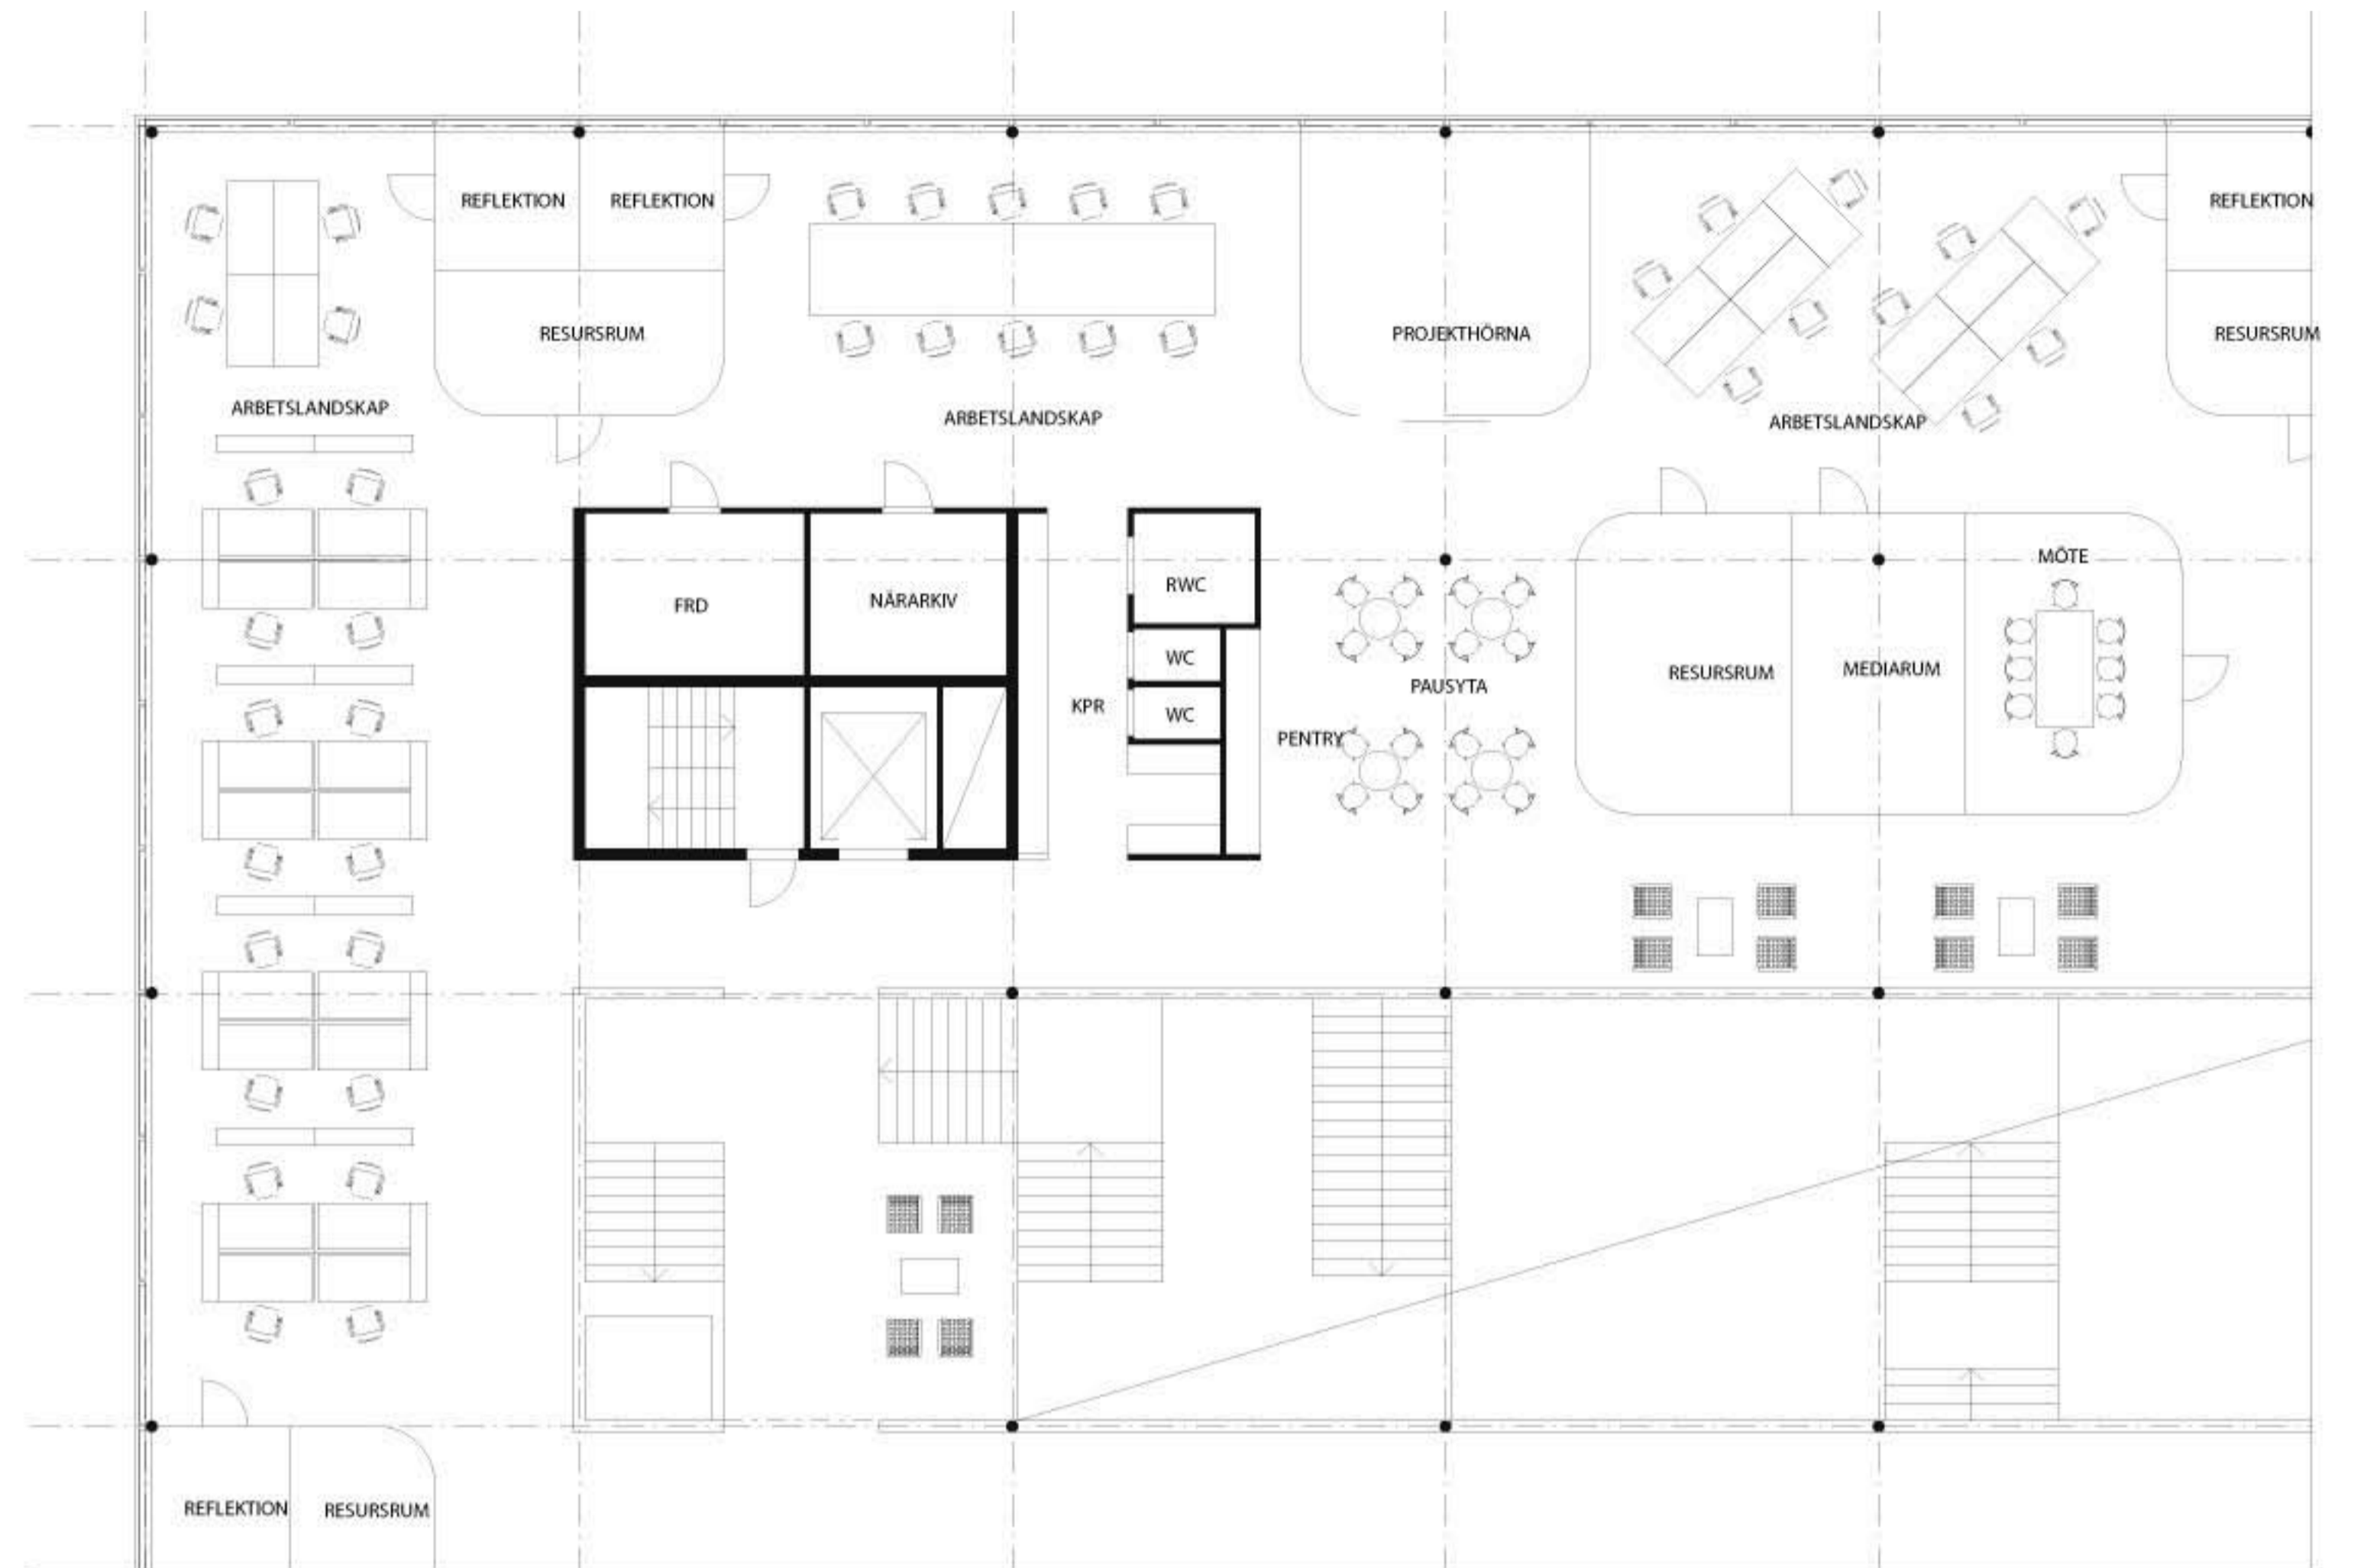 REFLEKTION
REFLEKTION
REFLEKTION
RESURSRUM
PROJEKTHÖRNA
RESURSRUM
ARBETSLANDSKAP
ARBETSLANDSKAP
ARBETSLANDSKAP
FRD
NÄRARKIV
RWC
MÖTE
WC
RESURSRUM
MEDIARUM
PAUSYTA
KPR
WC
PENTRY
REFLEKTION
RESURSRUM